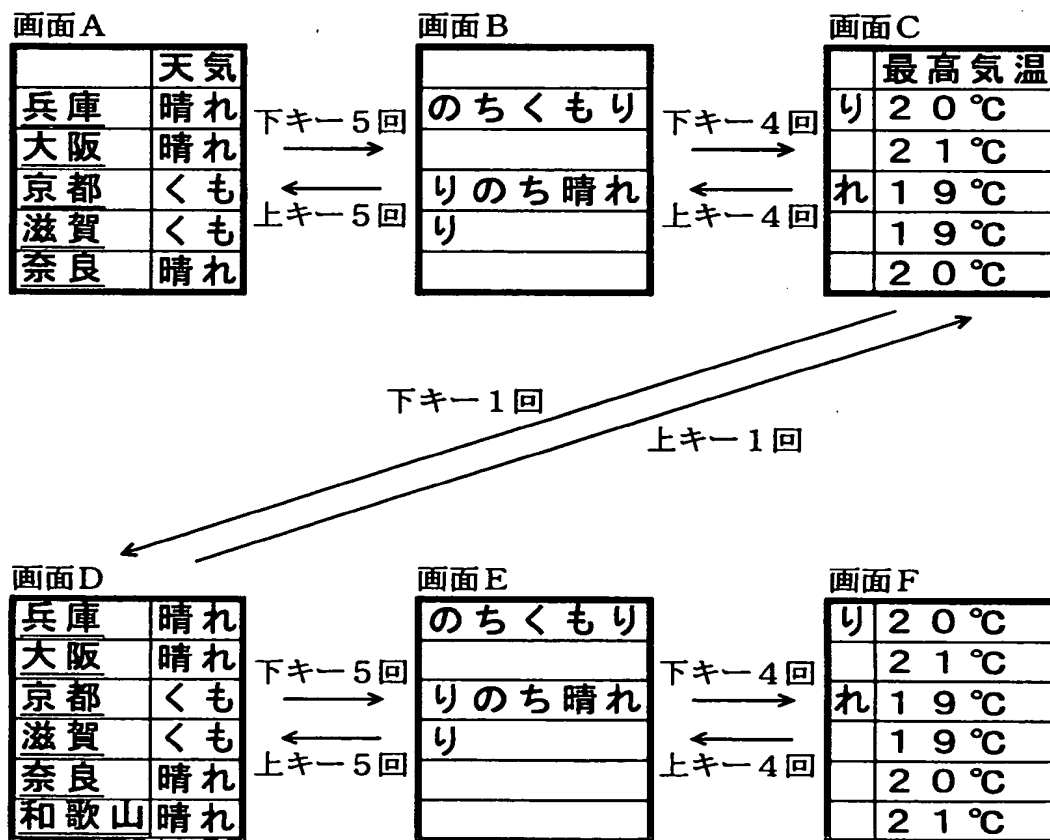 画面A
天気
兵庫 晴れ
大阪 晴れ
京都 くも
滋賀 くも
奈良 晴れ
下キー5回
上キー5回
画面B
のちくもり
りのち晴れ
り
下キー4回
上キー4回
画面C
最高気温
り 20℃
21℃
れ 19℃
19℃
20℃
下キー1回
上キー1回
画面D
兵庫 晴れ
大阪 晴れ
京都 くも
滋賀 くも
奈良 晴れ
和歌山 晴れ
下キー5回
上キー5回
画面E
のちくもり
りのち晴れ
り
下キー4回
上キー4回
画面F
り 20℃
21℃
れ 19℃
19℃
20℃
21℃